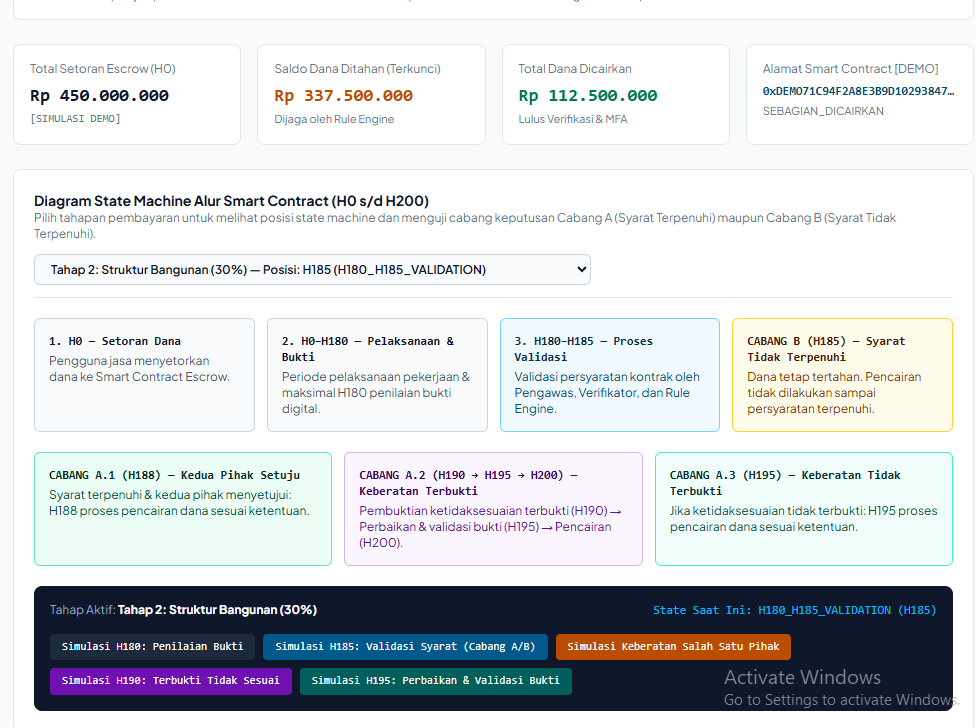 Total Setoran Escrow (H0)
Rp 450.000.000
[SIMULASI DEMO]
Saldo Dana Ditahan (Terkunci)
Rp 337.500.000
Dijaga oleh Rule Engine
Total Dana Dicairkan
Rp 112.500.000
Lulus Verifikasi & MFA
Alamat Smart Contract [DEMO]
0xDEMO71C94F2A8E3B9D10293847…
SEBAGIAN_DICAIRKAN
Diagram State Machine Alur Smart Contract (H0 s/d H200)
Pilih tahapan pembayaran untuk melihat posisi state machine dan menguji cabang keputusan Cabang A (Syarat Terpenuhi) maupun Cabang B (Syarat Tidak
Terpenuhi).
Tahap 2: Struktur Bangunan (30%) — Posisi: H185 (H180_H185_VALIDATION)
1. H0 — Setoran Dana
Pengguna jasa menyetorkan
dana ke Smart Contract Escrow.
2. H0-H180 — Pelaksanaan &
Bukti
Periode pelaksanaan pekerjaan &
maksimal H180 penilaian bukti
digital.
3. H180-H185 — Proses
Validasi
Validasi persyaratan kontrak oleh
Pengawas, Verifikator, dan Rule
Engine.
CABANG B (H185) — Syarat
Tidak Terpenuhi
Dana tetap tertahan. Pencairan
tidak dilakukan sampai
persyaratan terpenuhi.
CABANG A.1 (H188) — Kedua Pihak Setuju
Syarat terpenuhi & kedua pihak menyetujui:
H188 proses pencairan dana sesuai ketentuan.
CABANG A.2 (H190 → H195 → H200) —
Keberatan Terbukti
Pembuktian ketidaksesuaian terbukti (H190) →
Perbaikan & validasi bukti (H195) → Pencairan
(H200).
CABANG A.3 (H195) — Keberatan Tidak
Terbukti
Jika ketidaksesuaian tidak terbukti: H195 proses
pencairan dana sesuai ketentuan.
Tahap Aktif: Tahap 2: Struktur Bangunan (30%)
State Saat Ini: H180_H185_VALIDATION (H185)
Simulasi H180: Penilaian Bukti
Simulasi H185: Validasi Syarat (Cabang A/B)
Simulasi Keberatan Salah Satu Pihak
Simulasi H190: Terbukti Tidak Sesuai
Simulasi H195: Perbaikan & Validasi Bukti
Activate Windows
Go to Settings to activate Windows.